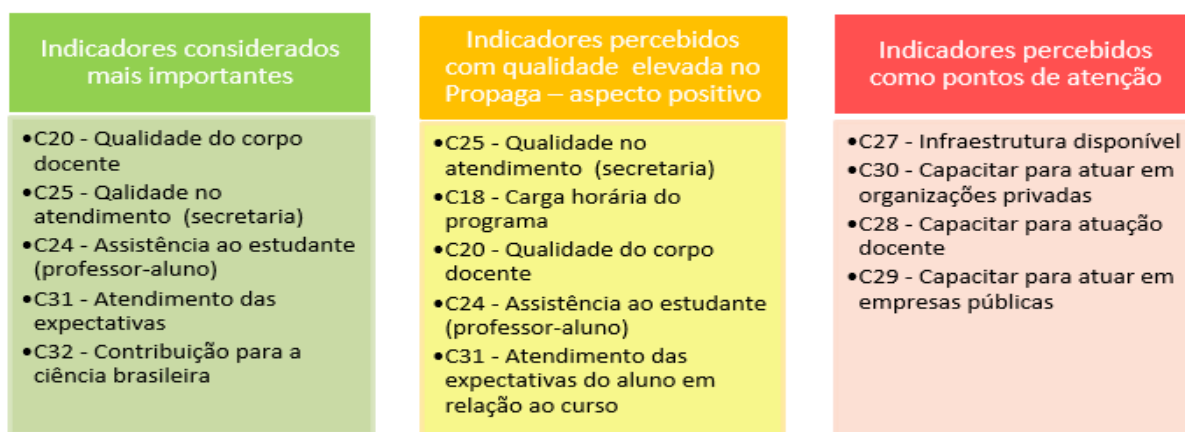 Indicadores considerados
mais importantes
•C20 - Qualidade do corpo
docente
•C25 - Qalidade no
atendimento (secretaria)
•C24 - Assistência ao estudante
(professor-aluno)
•C31 - Atendimento das
expectativas
•C32 - Contribuição para a
ciência brasileira
Indicadores percebidos
com qualidade elevada no
Propaga – aspecto positivo
•C25 - Qualidade no
atendimento (secretaria)
•C18 - Carga horária do
programa
•C20 - Qualidade do corpo
docente
•C24 - Assistência ao estudante
(professor-aluno)
•C31 - Atendimento das
expectativas do aluno em
relação ao curso
Indicadores percebidos
como pontos de atenção
•C27 - Infraestrutura disponível
•C30 - Capacitar para atuar em
organizações privadas
•C28 - Capacitar para atuação
docente
•C29 - Capacitar para atuar em
empresas públicas